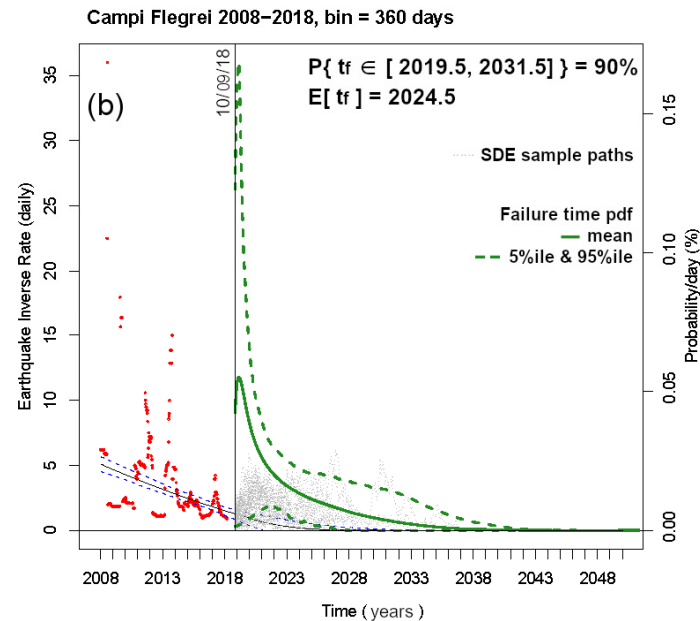 Campi Flegrei 2008−2018, bin = 360 days
(b)
10/09/18
P{ tf ∈ [ 2019.5, 2031.5] } = 90%
E[ tf ] = 2024.5
SDE sample paths
Failure time pdf
mean
5%ile & 95%ile
Earthquake Inverse Rate (daily)
35
30
25
20
15
10
5
0
Probability/day (%)
0.15
0.10
0.05
0.00
2008 2013 2018 2023 2028 2033 2038 2043 2048
Time ( years )